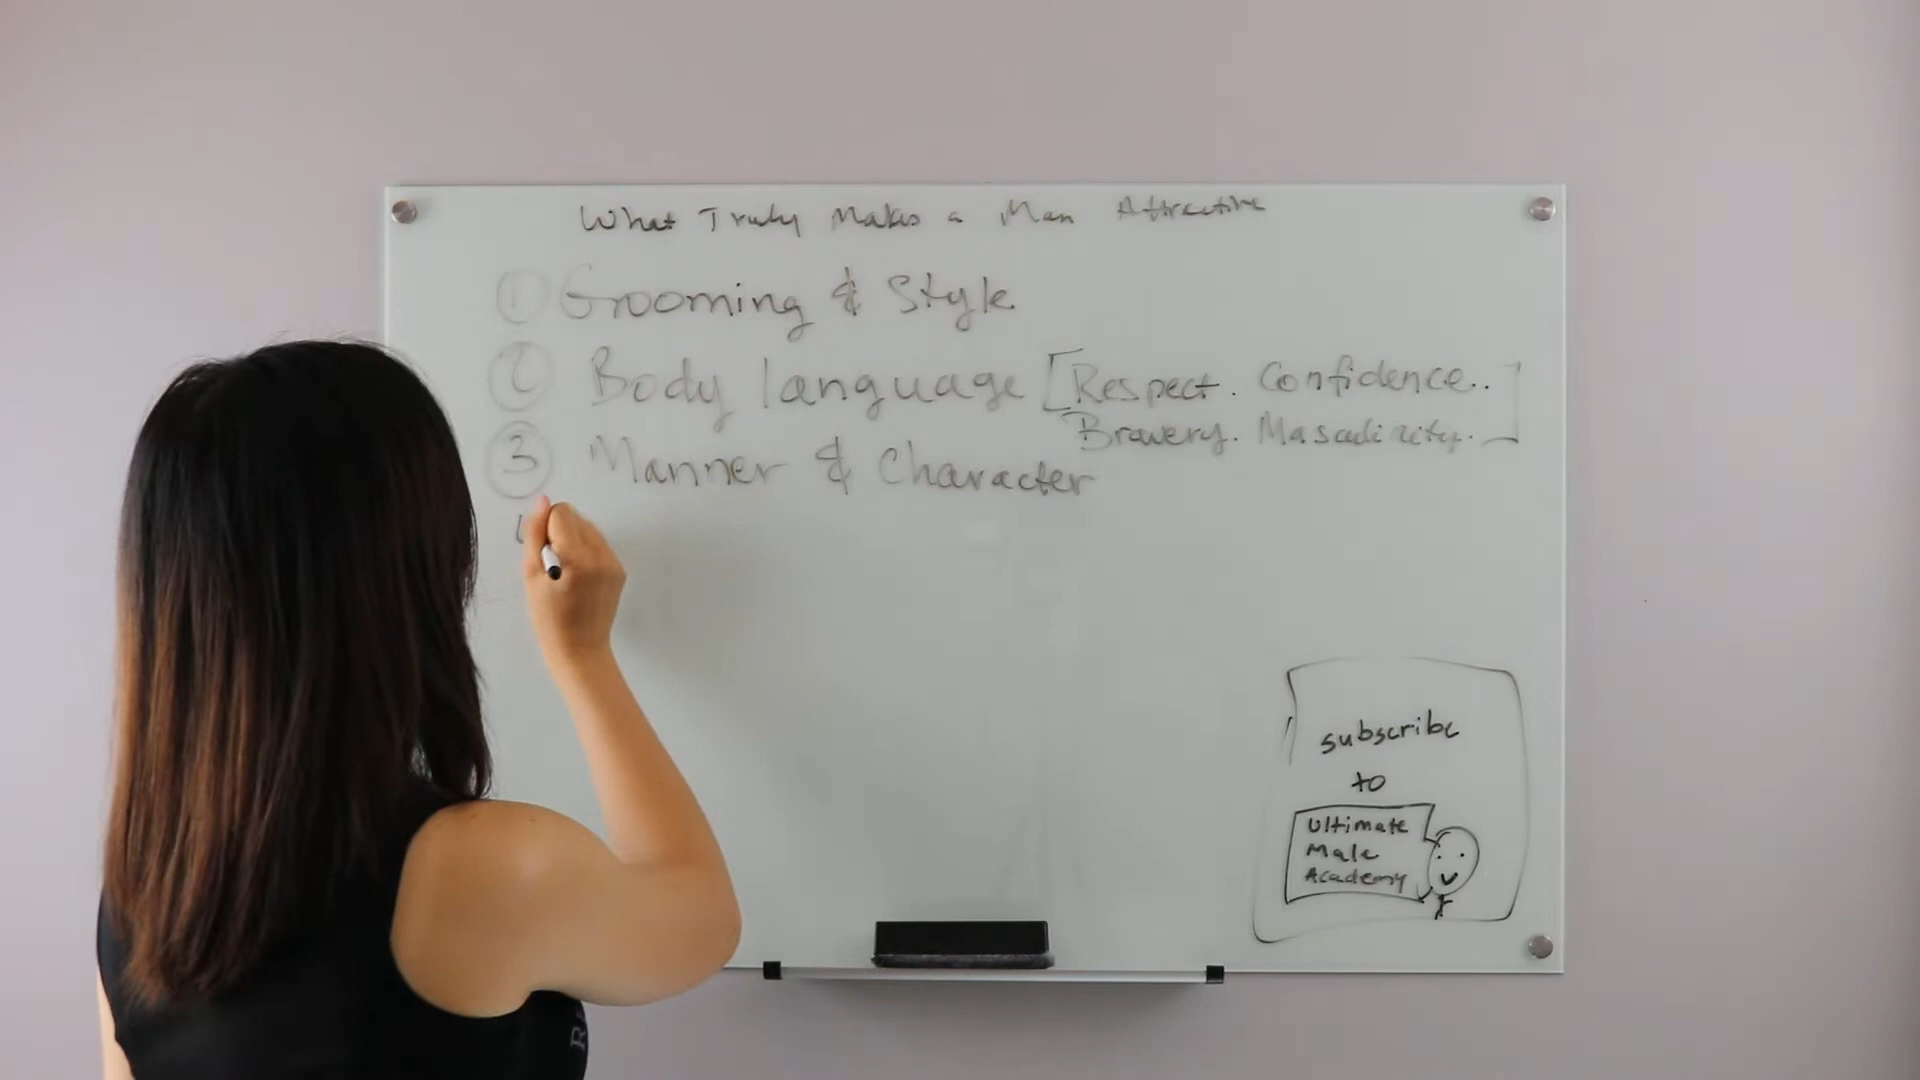 What Truly Makes a Man Attractive
① Grooming & Style
② Body language [Respect. Confidence..
Bravery. Masculinity.]
③ Manner & Character
subscribe
to
Ultimate
Male
Academy